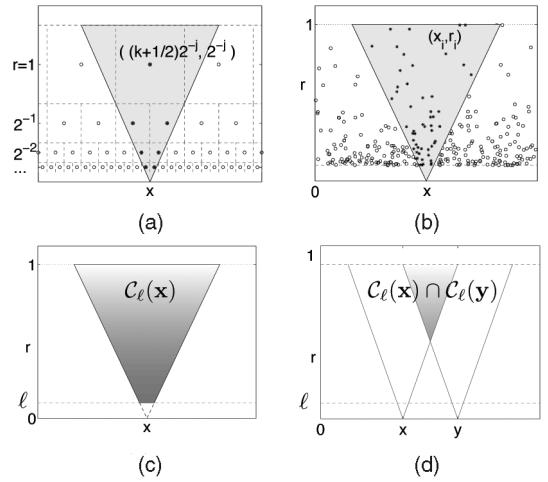 r=1
2^{-1}
2^{-2}
...
( (k+1/2)2^{-j}, 2^{-j})
x
(a)
1
r
0
(x_i,r_i)
x
(b)
1
r
ℓ
0
𝒞_ℓ(𝐱)
x
(c)
1
r
ℓ
0
𝒞_ℓ(𝐱) ∩ 𝒞_ℓ(𝐲)
x
y
(d)